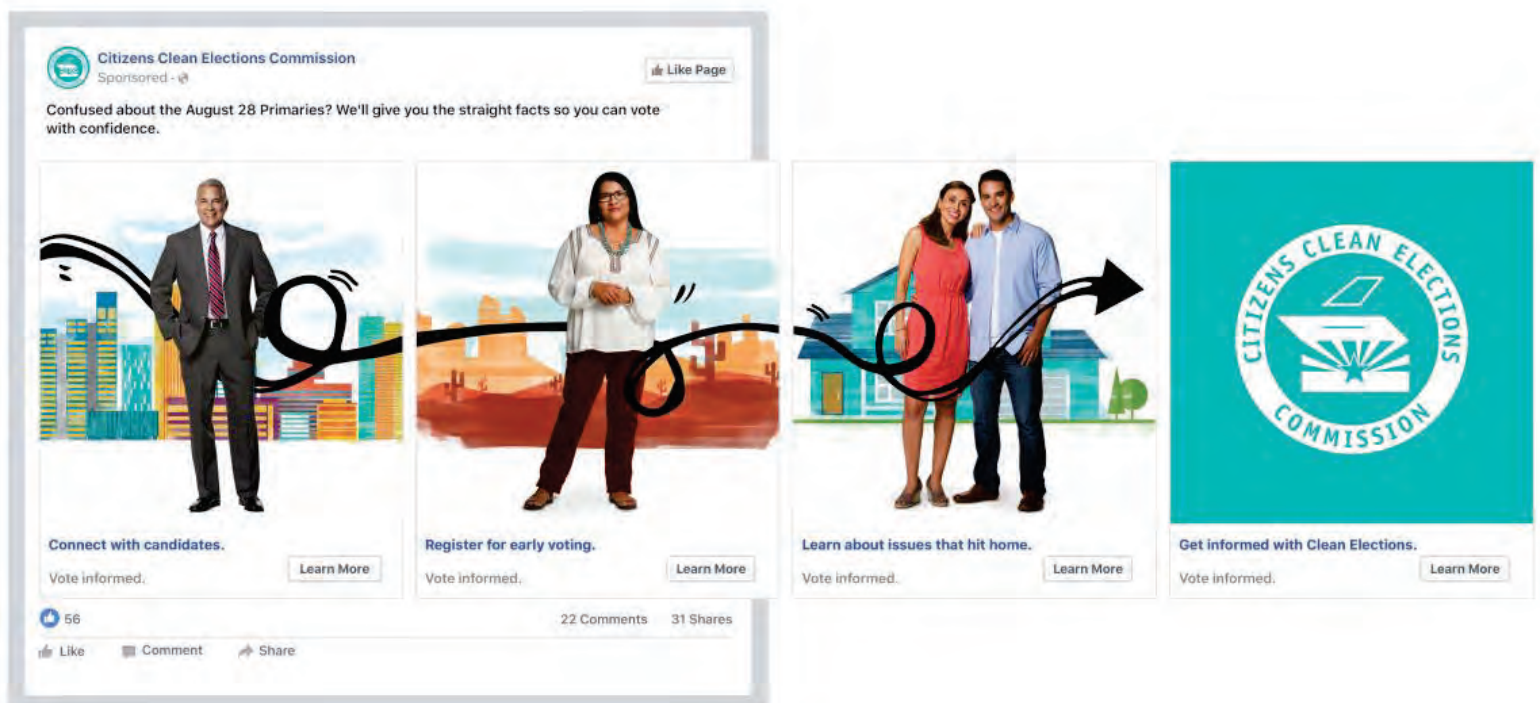 Citizens Clean Elections Commission
Sponsored ·
Like Page
Confused about the August 28 Primaries? We'll give you the straight facts so you can vote
with confidence.
CITIZENS CLEAN ELECTIONS
COMMISSION
Connect with candidates.
Vote informed.
Learn More
Register for early voting.
Vote informed.
Learn More
Learn about issues that hit home.
Vote informed.
Learn More
Get informed with Clean Elections.
Vote informed.
Learn More
56
22 Comments 31 Shares
Like Comment Share